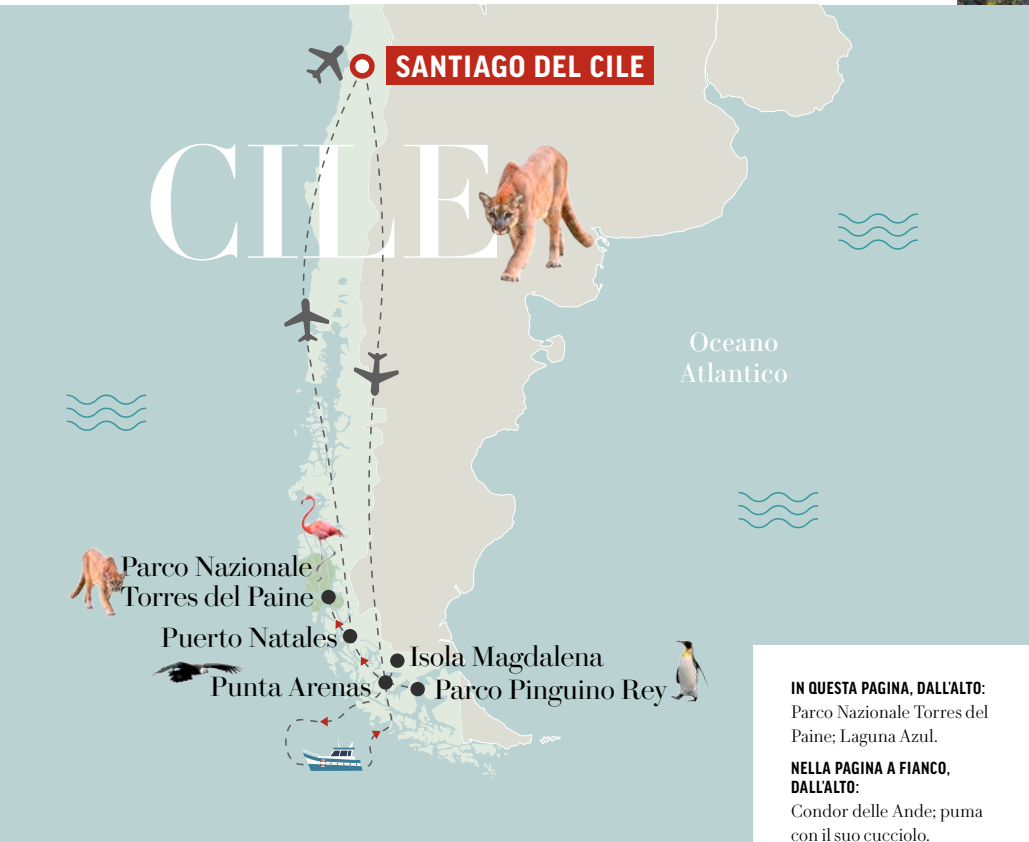 SANTIAGO DEL CILE
CILE
Oceano
Atlantico
Parco Nazionale
Torres del Paine
Puerto Natales
Isola Magdalena
Punta Arenas
Parco Pinguino Rey
IN QUESTA PAGINA, DALL'ALTO:
Parco Nazionale Torres del
Paine; Laguna Azul.
NELLA PAGINA A FIANCO,
DALL'ALTO:
Condor delle Ande; puma
con il suo cucciolo.